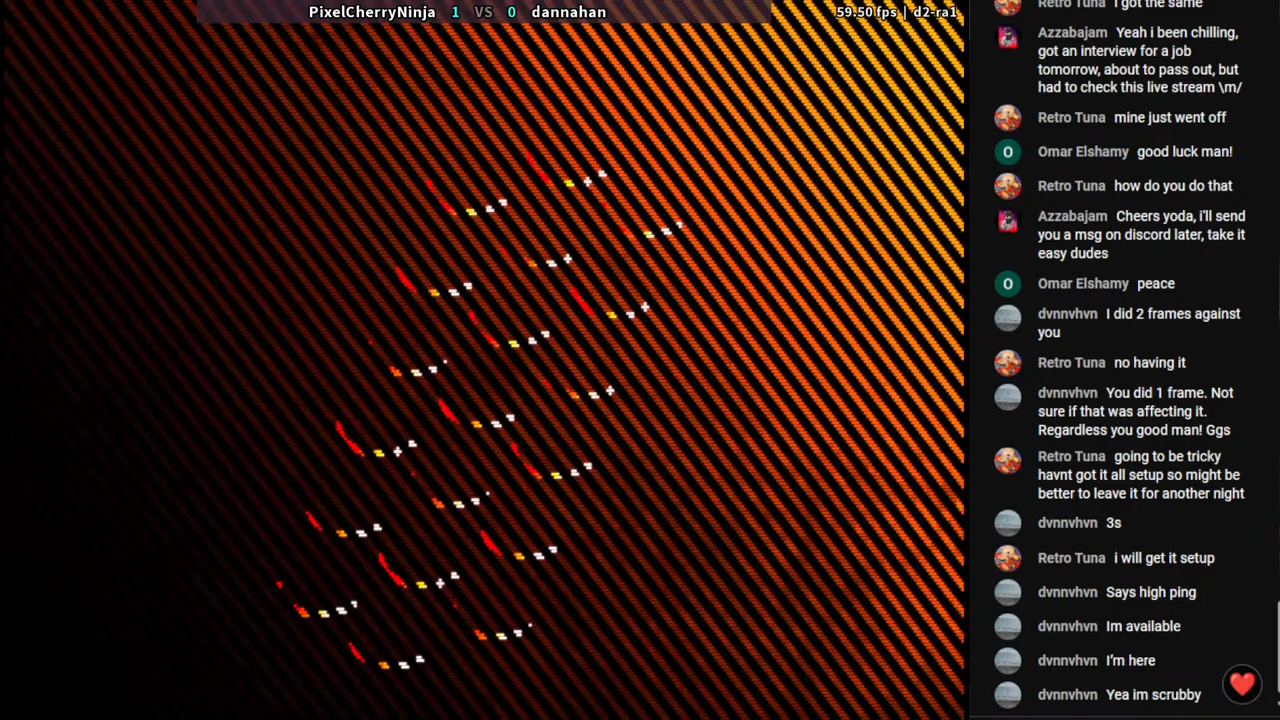 PixelCherryNinja 1 VS 0 dannahan
59.50 fps | d2-ra1
Retro Tuna I got the same
Azzabajam Yeah i been chilling,
got an interview for a job
tomorrow, about to pass out, but
had to check this live stream \m/
Retro Tuna mine just went off
O Omar Elshamy good luck man!
Retro Tuna how do you do that
Azzabajam Cheers yoda, i'll send
you a msg on discord later, take it
easy dudes
O Omar Elshamy peace
dvnnvhvn I did 2 frames against
you
Retro Tuna no having it
dvnnvhvn You did 1 frame. Not
sure if that was affecting it.
Regardless you good man! Ggs
Retro Tuna going to be tricky
havnt got it all setup so might be
better to leave it for another night
dvnnvhvn 3s
Retro Tuna i will get it setup
dvnnvhvn Says high ping
dvnnvhvn Im available
dvnnvhvn I'm here
dvnnvhvn Yea im scrubby